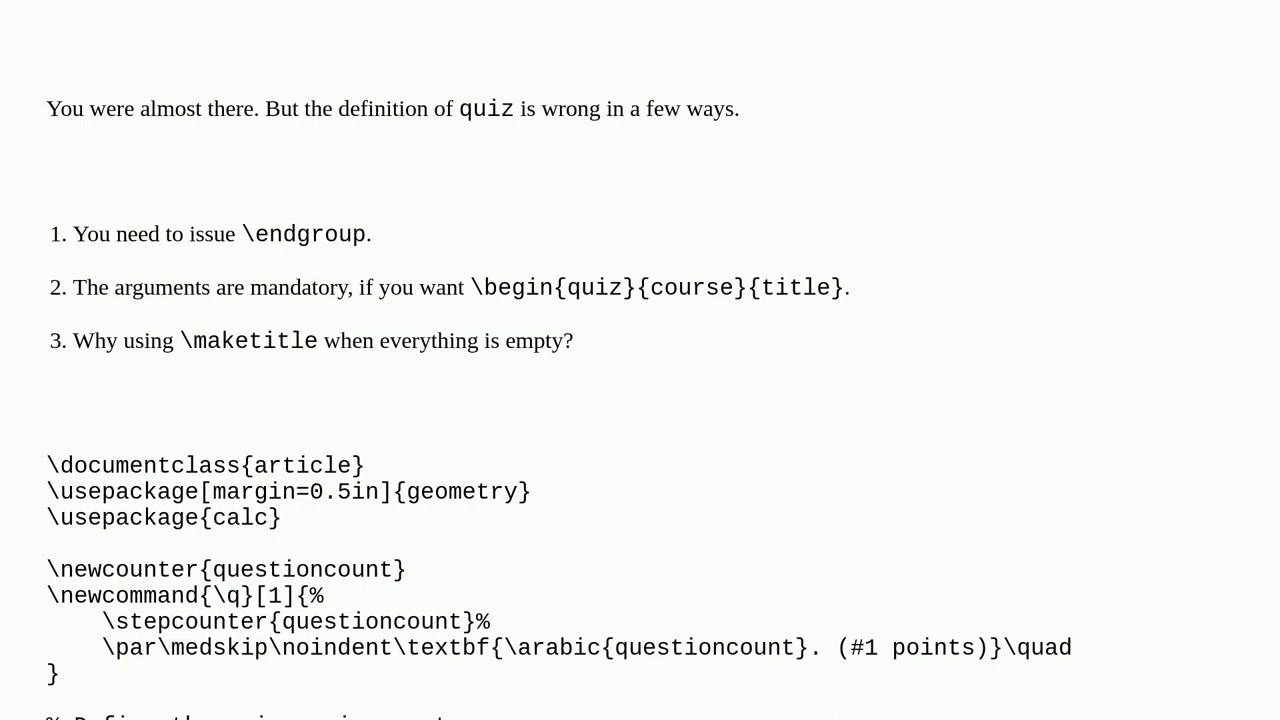 You were almost there. But the definition of quiz is wrong in a few ways.
1. You need to issue \endgroup.
2. The arguments are mandatory, if you want \begin{quiz}{course}{title}.
3. Why using \maketitle when everything is empty?
\documentclass{article}
\usepackage[margin=0.5in]{geometry}
\usepackage{calc}
\newcounter{questioncount}
\newcommand{\q}[1]{%
    \stepcounter{questioncount}%
    \par\medskip\noindent\textbf{\arabic{questioncount}. (#1 points)}\quad
}